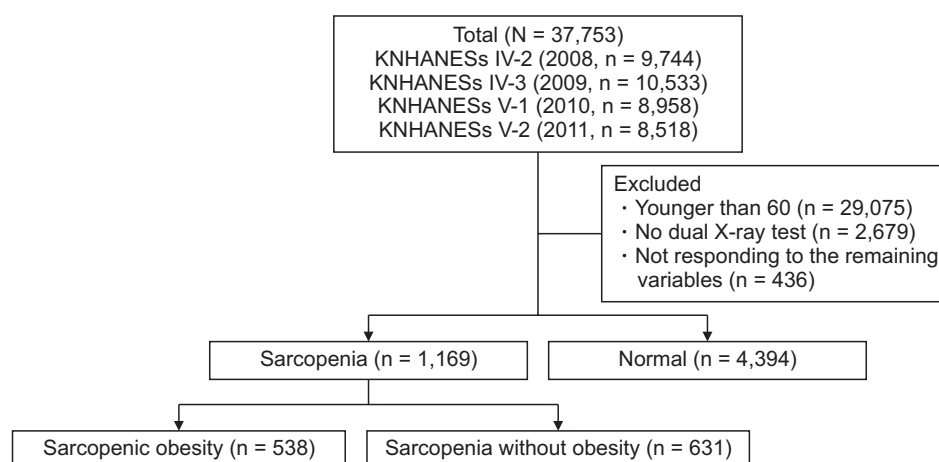 Total (N = 37,753)
KNHANESs IV-2 (2008, n = 9,744)
KNHANESs IV-3 (2009, n = 10,533)
KNHANESs V-1 (2010, n = 8,958)
KNHANESs V-2 (2011, n = 8,518)
Excluded
· Younger than 60 (n = 29,075)
· No dual X-ray test (n = 2,679)
· Not responding to the remaining
variables (n = 436)
Sarcopenia (n = 1,169)
Normal (n = 4,394)
Sarcopenic obesity (n = 538)
Sarcopenia without obesity (n = 631)